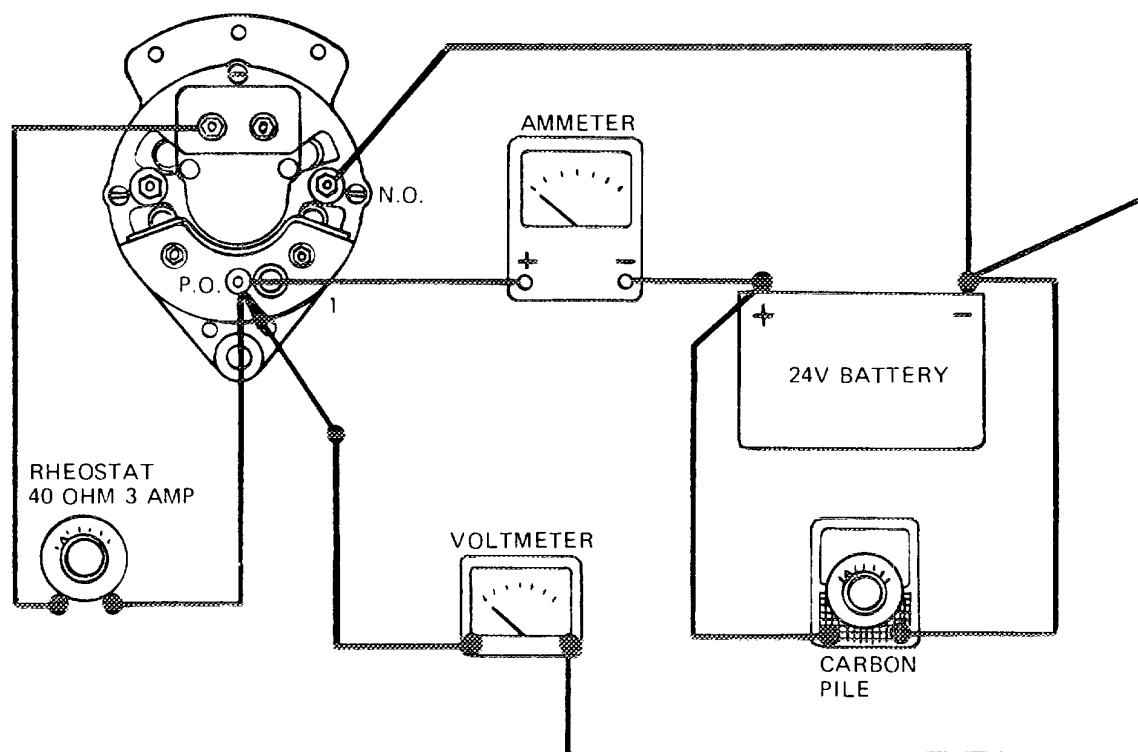 AMMETER
N.O.
+ −
P.O.
1
+ −
24V BATTERY
RHEOSTAT
40 OHM 3 AMP
VOLTMETER
CARBON
PILE